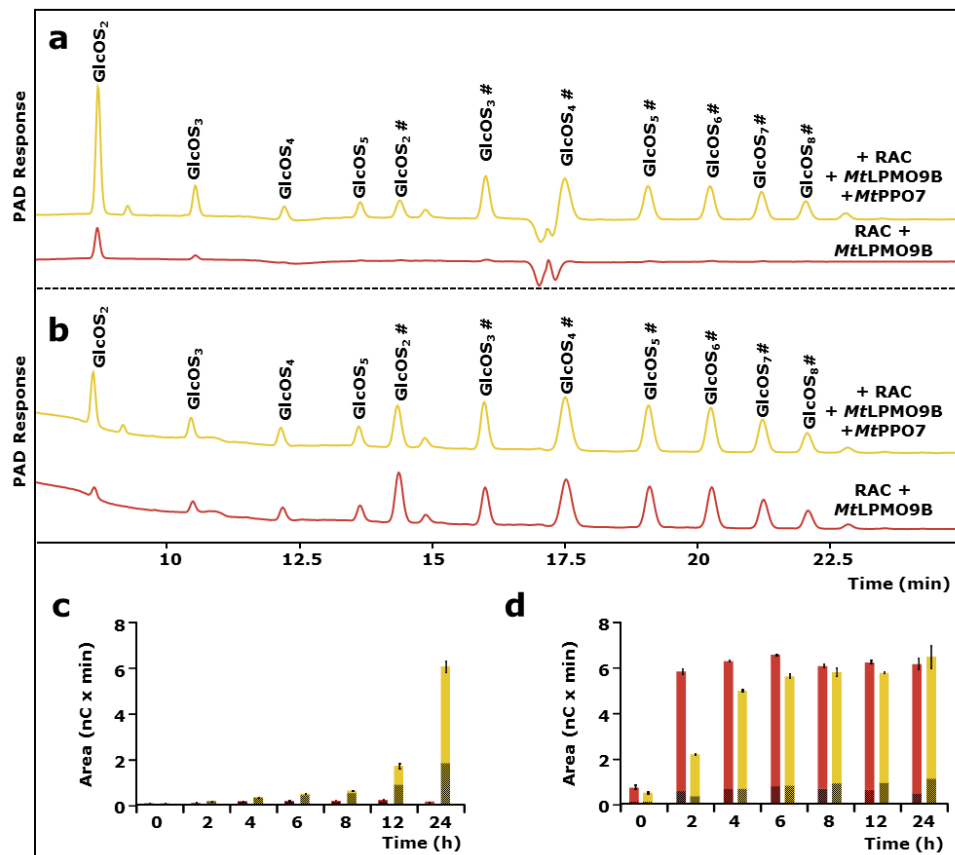 a
PAD Response
GlcOS2
GlcOS3
GlcOS4
GlcOS5
GlcOS2 #
GlcOS3 #
GlcOS4 #
GlcOS5 #
GlcOS6 #
GlcOS7#
GlcOS8#
+ RAC
+ MtLPMO9B
+MtPPO7
RAC +
MtLPMO9B
b
PAD Response
GlcOS2
GlcOS3
GlcOS4
GlcOS5
GlcOS2 #
GlcOS3 #
GlcOS4 #
GlcOS5 #
GlcOS6 #
GlcOS7#
GlcOS8#
+ RAC
+ MtLPMO9B
+MtPPO7
RAC +
MtLPMO9B
10 12.5 15 17.5 20 22.5
Time (min)
c
Area (nC x min)
8
6
4
2
0
0 2 4 6 8 12 24
Time (h)
d
Area (nC x min)
8
6
4
2
0
0 2 4 6 8 12 24
Time (h)